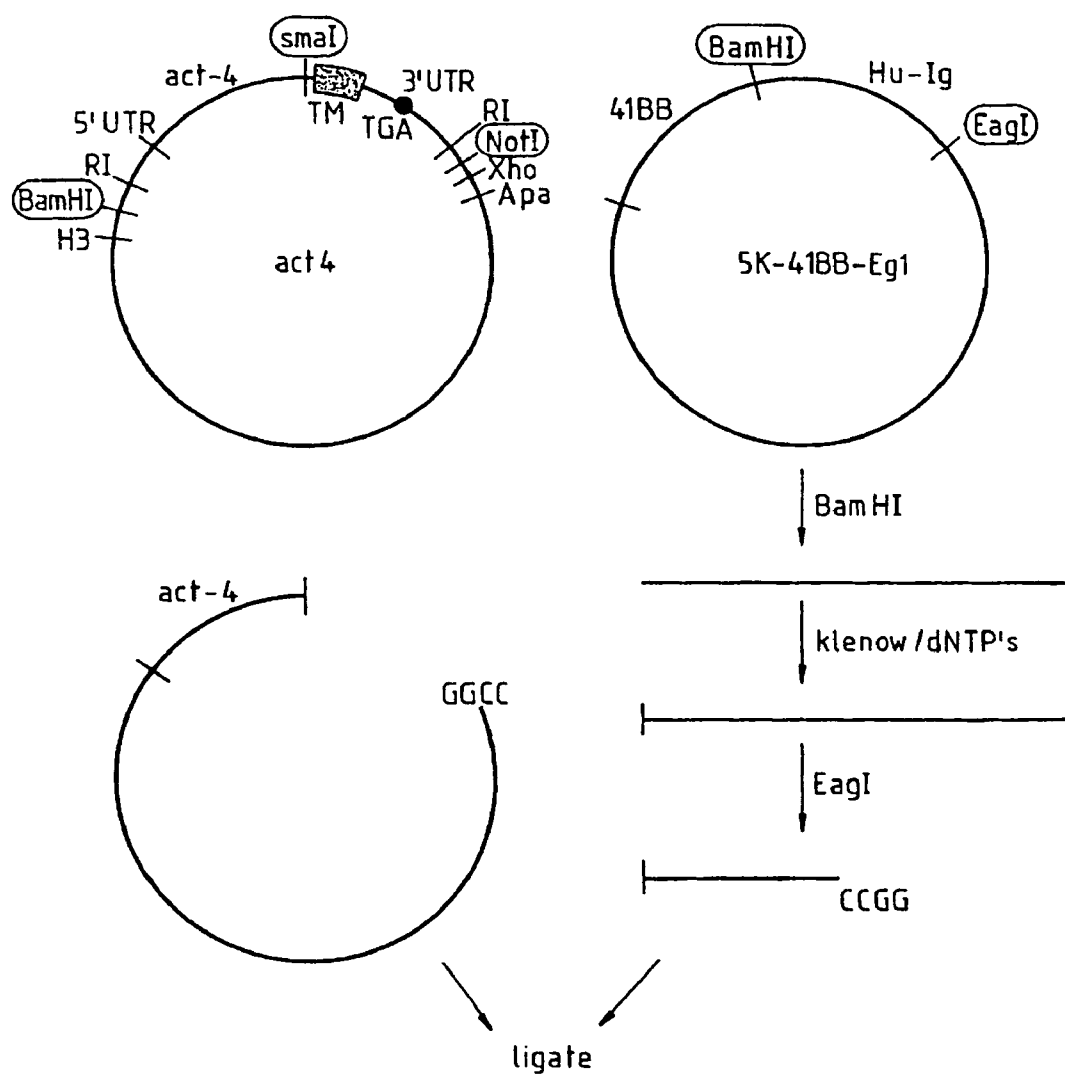 smaI
act-4
3'UTR
TM
TGA
5'UTR
RI
RI
NotI
BamHI
Xho
Apa
H3
act4
BamHI
Hu-Ig
41BB
EagI
SK-41BB-Eg1
BamHI
act-4
klenow/dNTP's
GGCC
EagI
CCGG
ligate